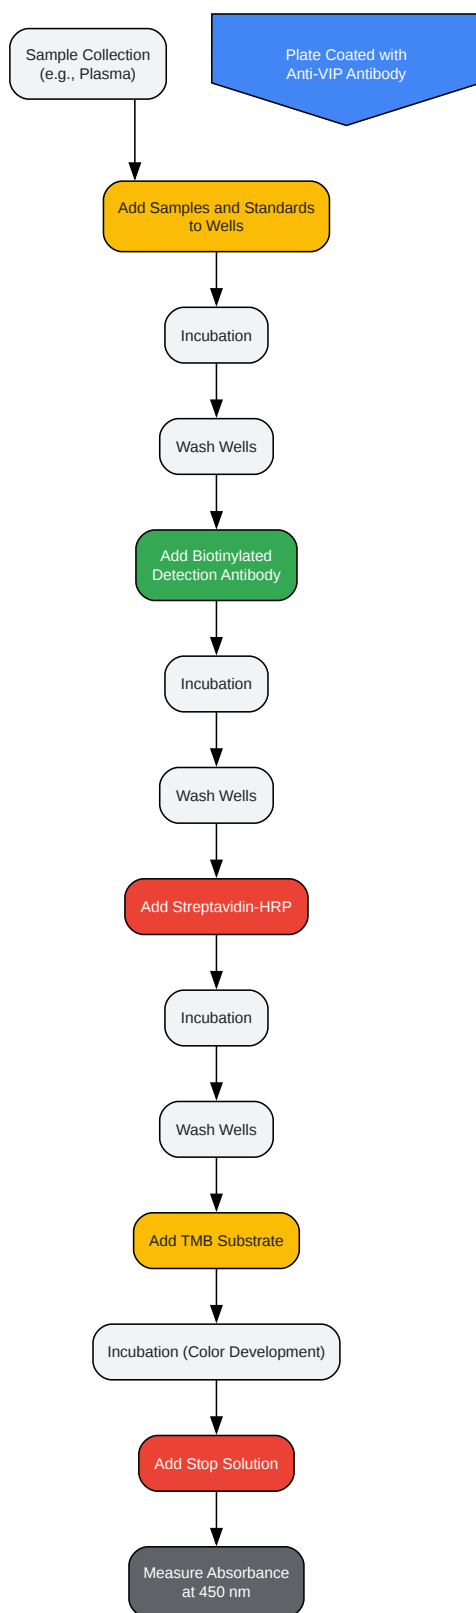 Sample Collection
(e.g., Plasma)
Plate Coated with
Anti-VIP Antibody
Add Samples and Standards
to Wells
Incubation
Wash Wells
Add Biotinylated
Detection Antibody
Incubation
Wash Wells
Add Streptavidin-HRP
Incubation
Wash Wells
Add TMB Substrate
Incubation (Color Development)
Add Stop Solution
Measure Absorbance
at 450 nm